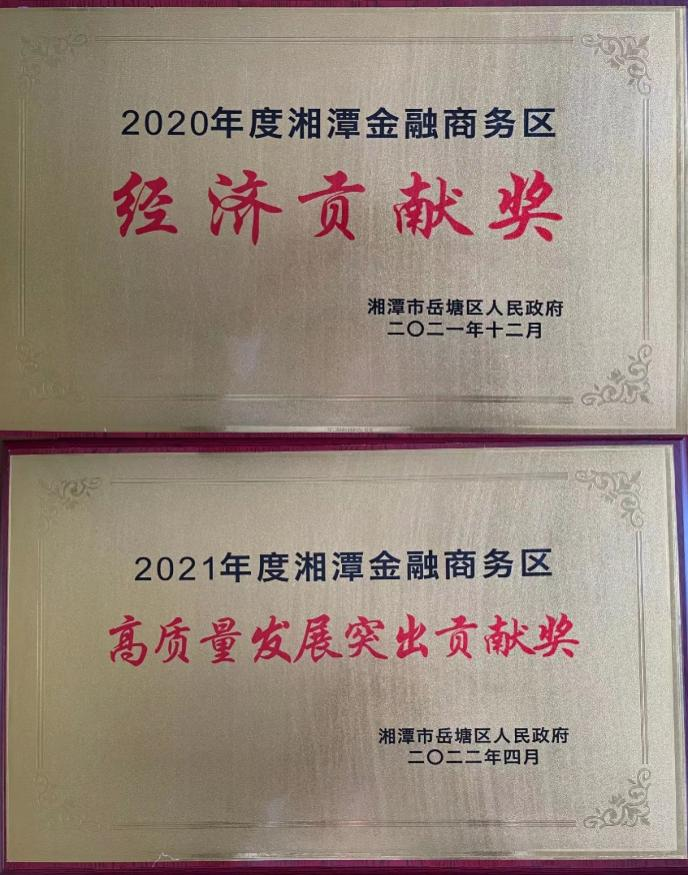 2020年度湘潭金融商务区
经济贡献奖
湘潭市岳塘区人民政府
二〇二一年十二月
2021年度湘潭金融商务区
高质量发展突出贡献奖
湘潭市岳塘区人民政府
二〇二二年四月